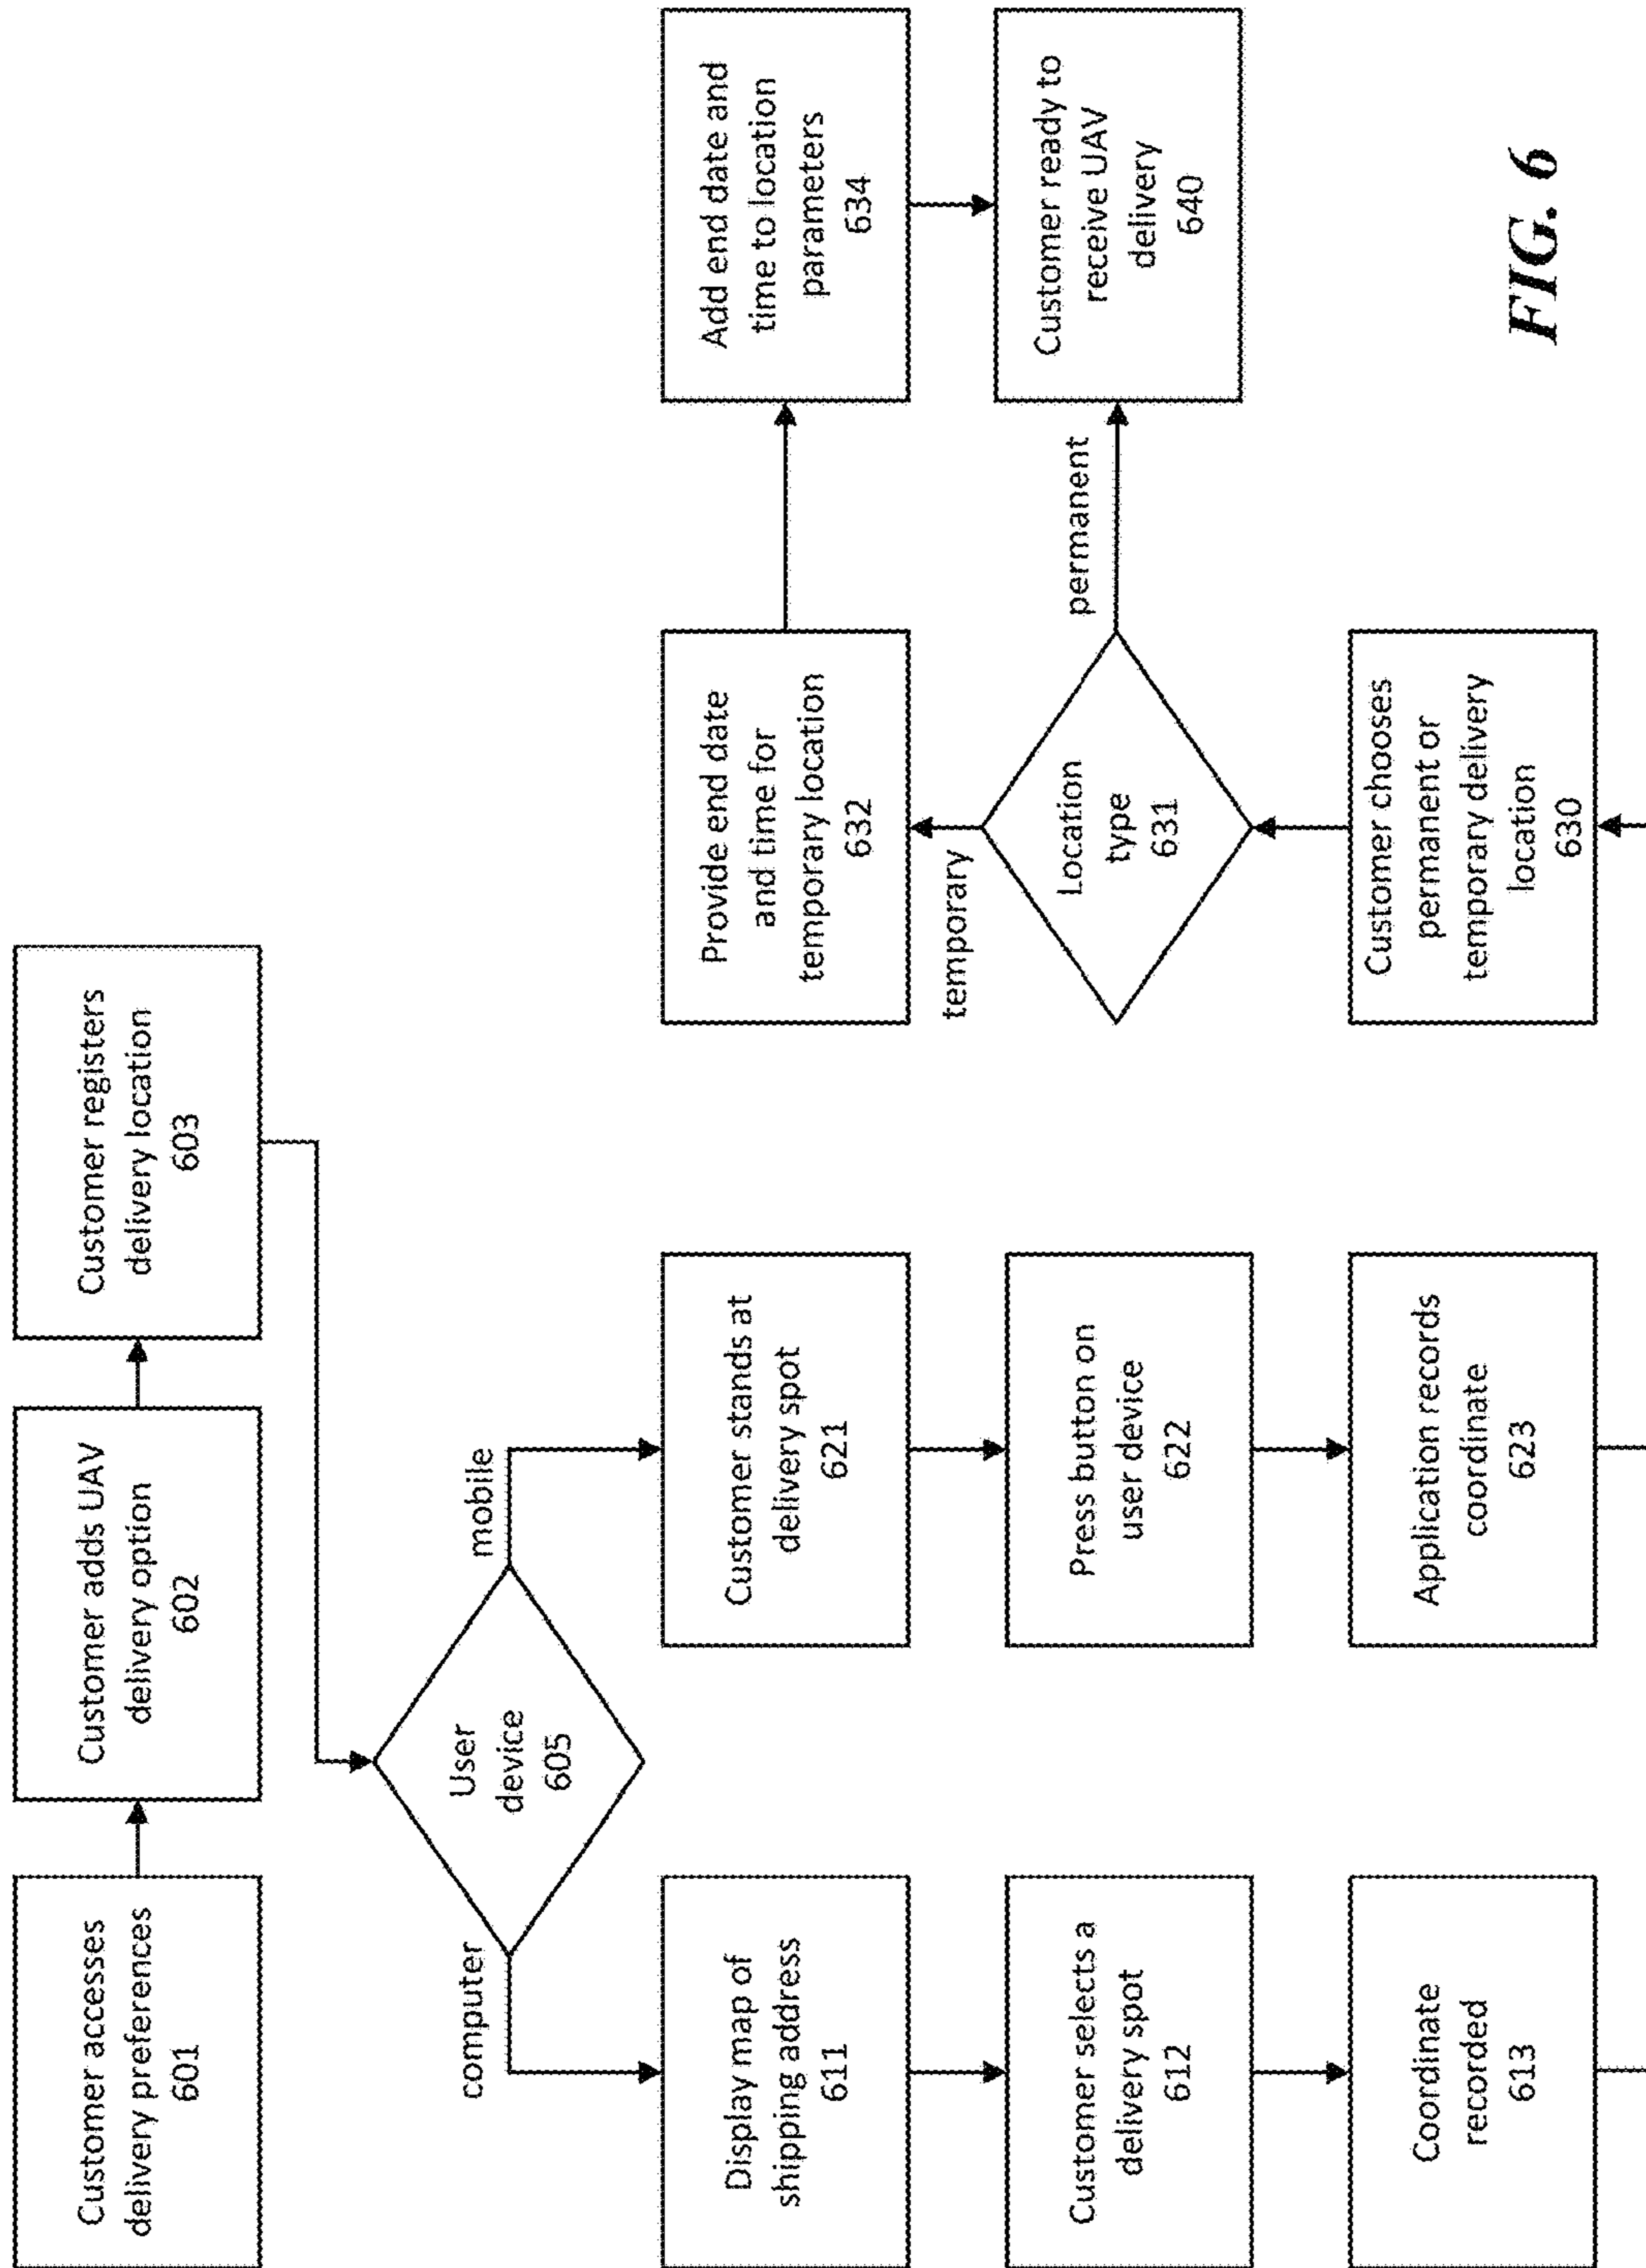 Customer accesses
delivery preferences
601
Customer adds UAV
delivery option
602
Customer registers
delivery location
603
User
device
605
computer
mobile
Display map of
shipping address
611
Customer selects a
delivery spot
612
Coordinate
recorded
613
Customer stands at
delivery spot
621
Press button on
user device
622
Application records
coordinate
623
Customer chooses
permanent or
temporary delivery
location
630
Location
type
631
temporary
permanent
Provide end date
and time for
temporary location
632
Add end date and
time to location
parameters
634
Customer ready to
receive UAV
delivery
640
FIG. 6